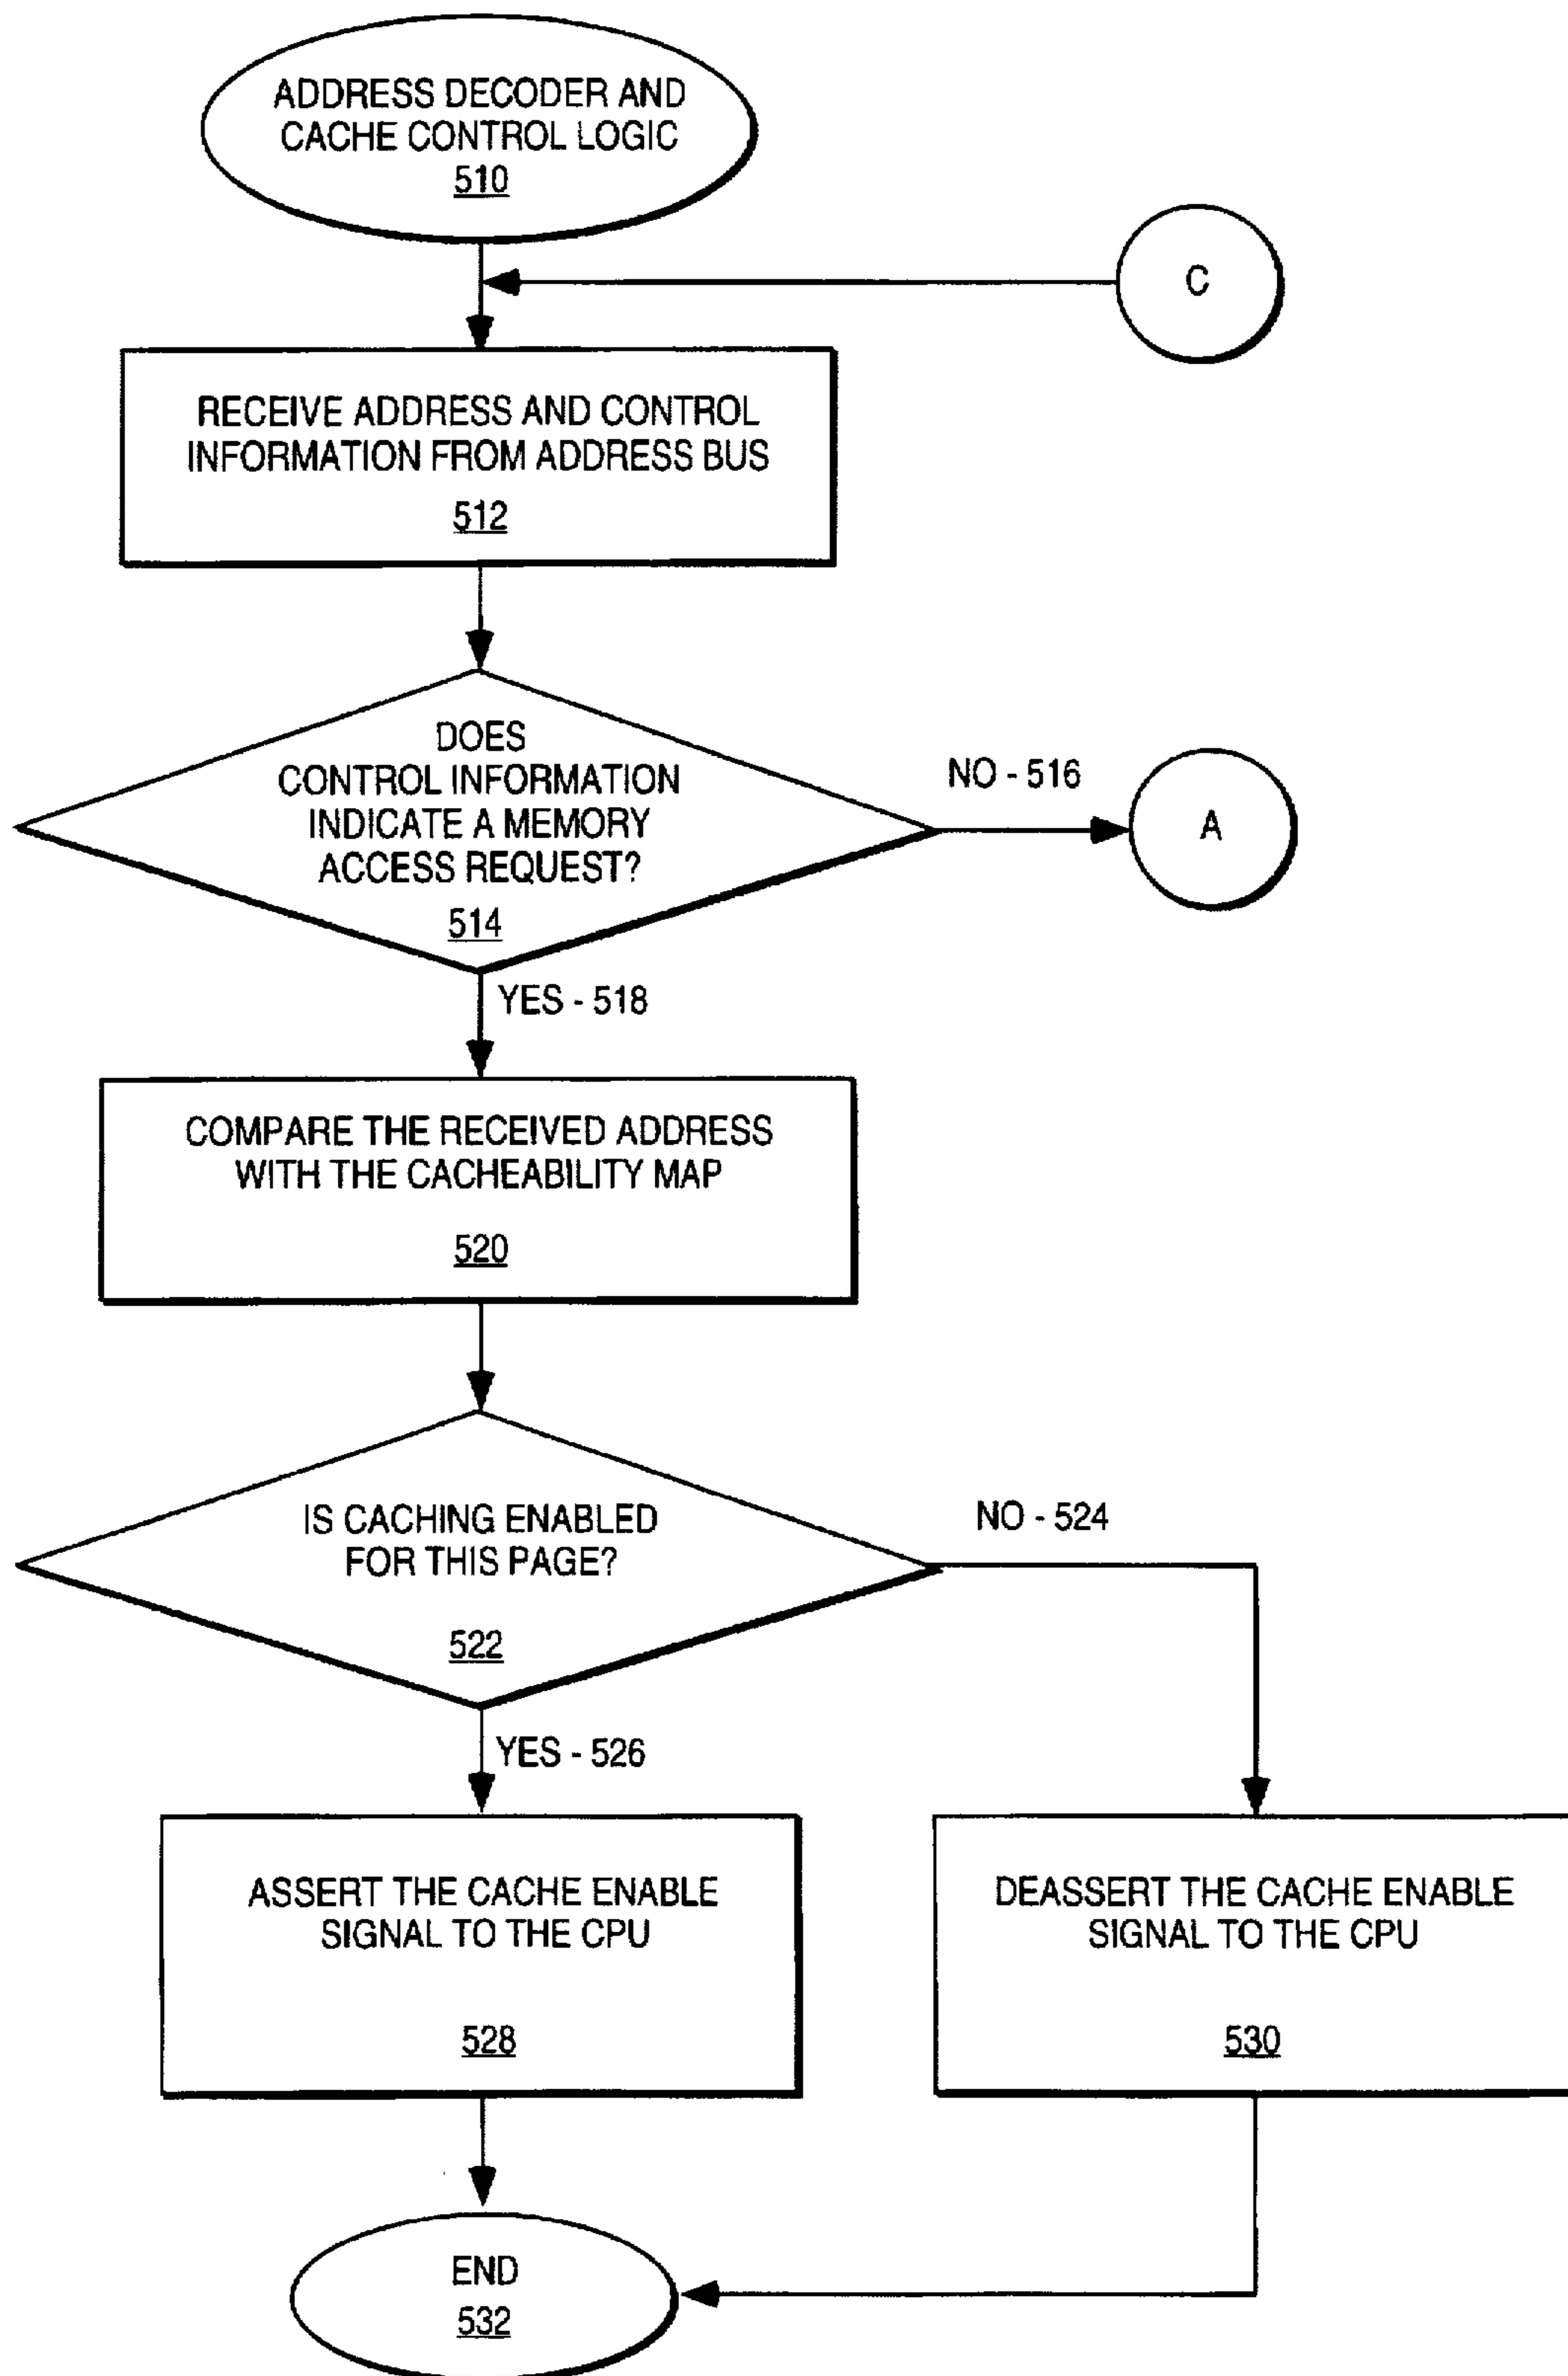 ADDRESS DECODER AND
CACHE CONTROL LOGIC
510
C
RECEIVE ADDRESS AND CONTROL
INFORMATION FROM ADDRESS BUS
512
DOES
CONTROL INFORMATION
INDICATE A MEMORY
ACCESS REQUEST?
514
NO - 516
A
YES - 518
COMPARE THE RECEIVED ADDRESS
WITH THE CACHEABILITY MAP
520
IS CACHING ENABLED
FOR THIS PAGE?
522
NO - 524
YES - 526
ASSERT THE CACHE ENABLE
SIGNAL TO THE CPU
528
DEASSERT THE CACHE ENABLE
SIGNAL TO THE CPU
530
END
532